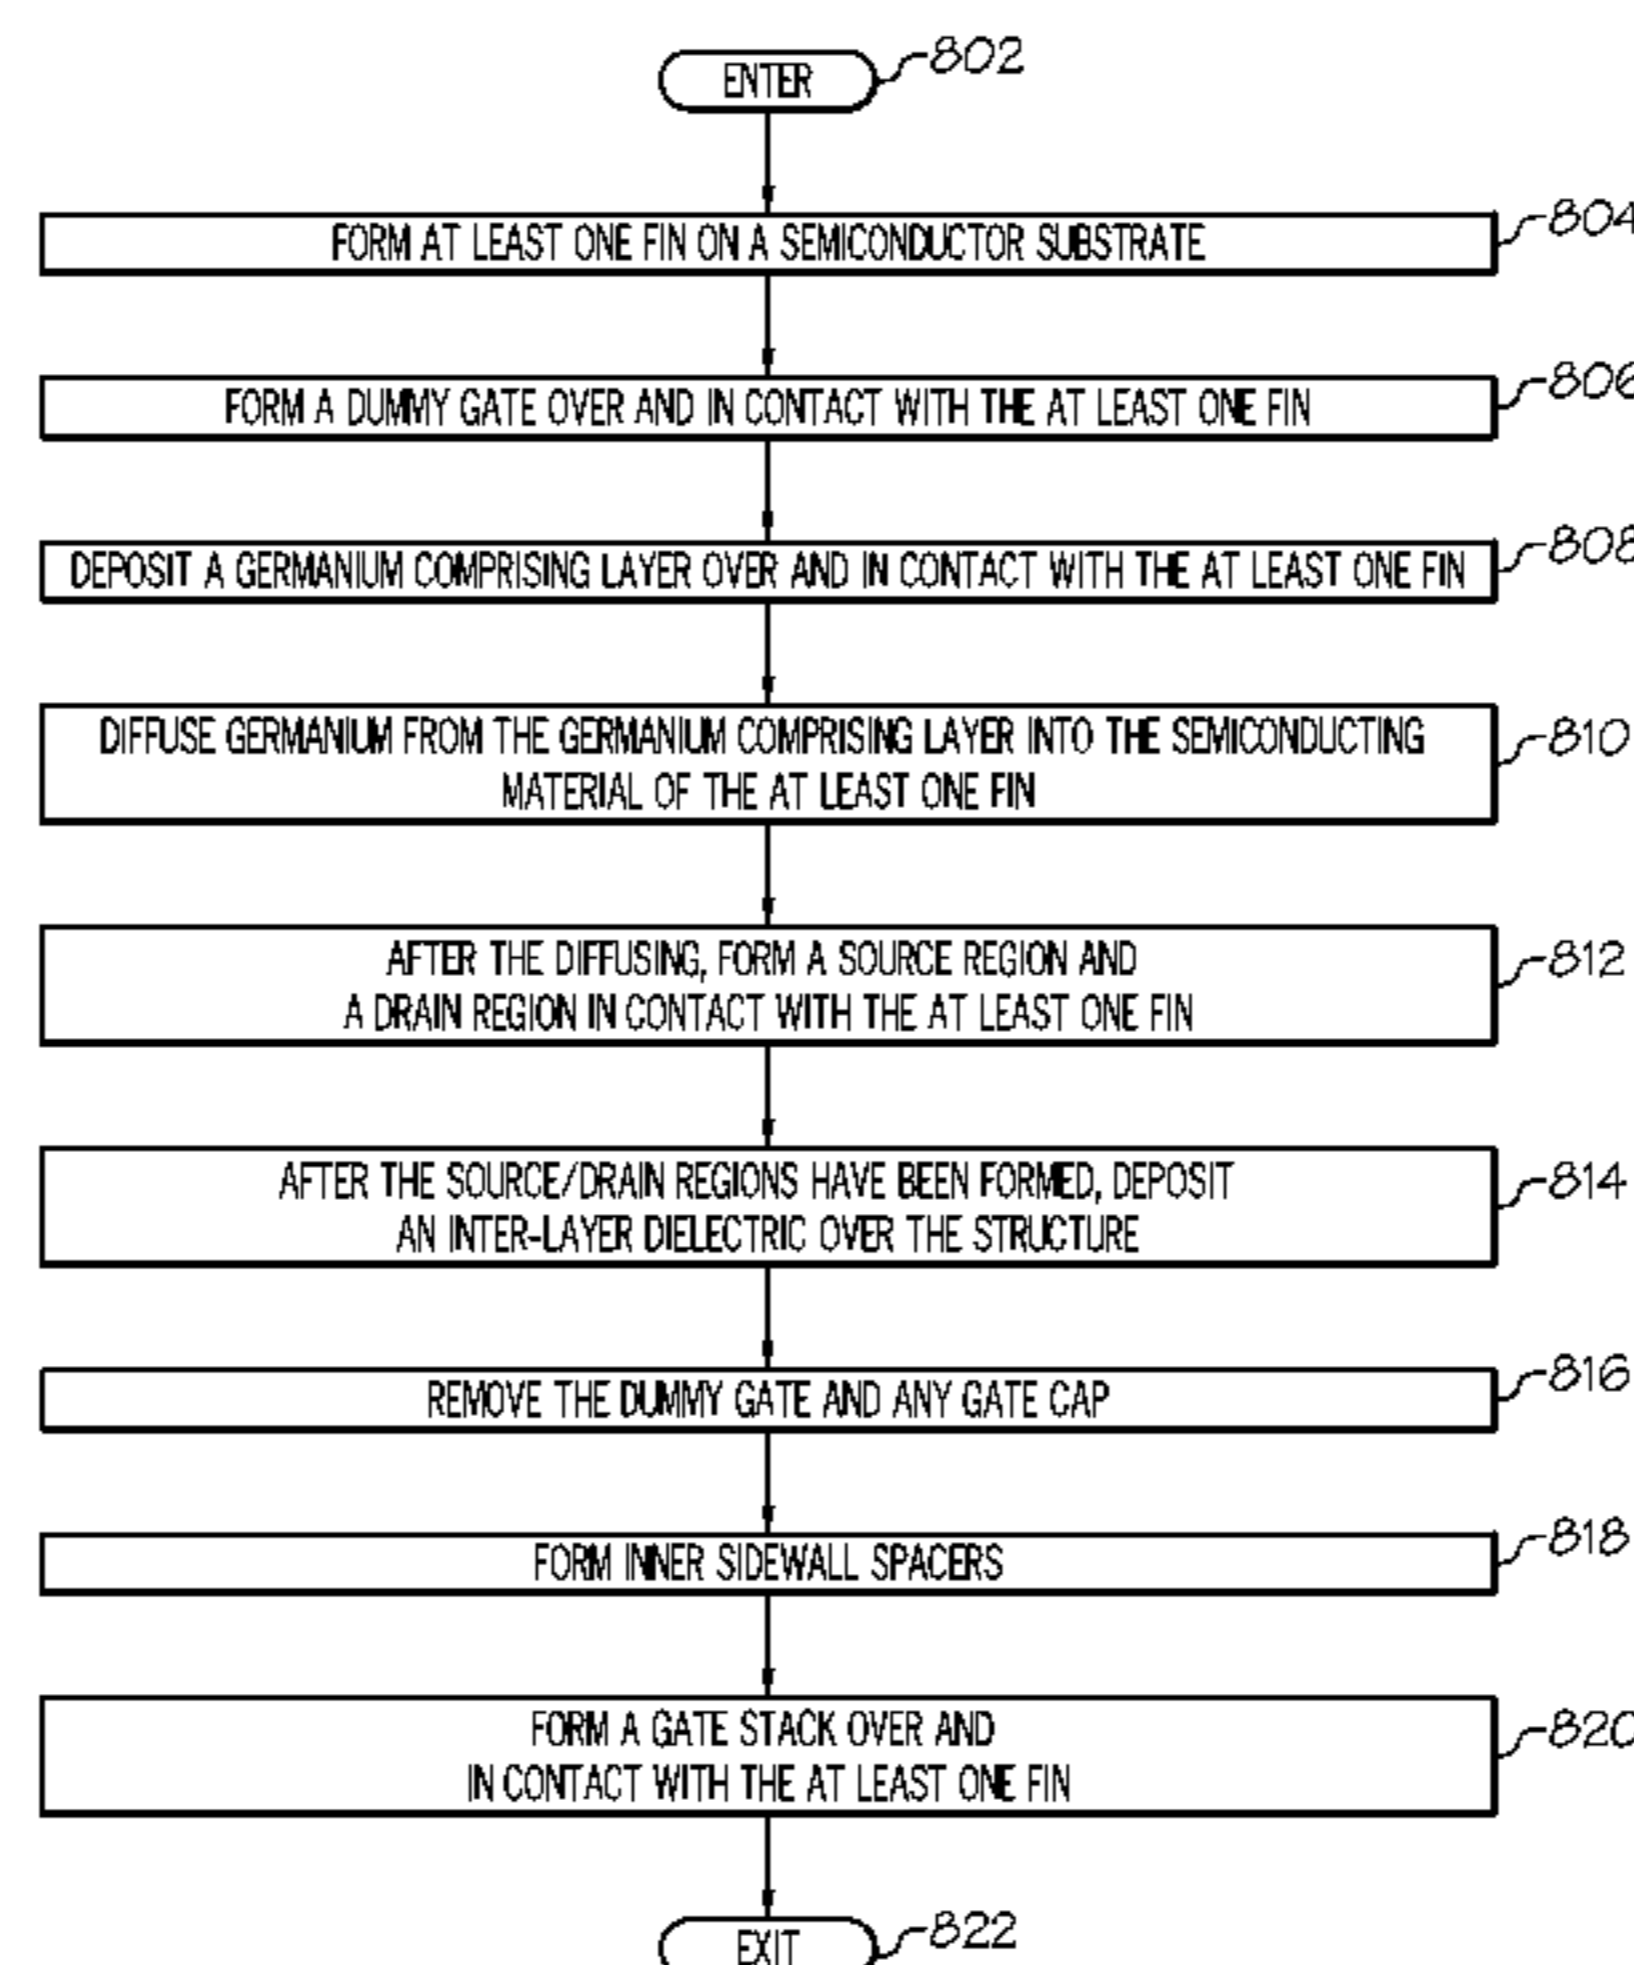 ENTER
802
FORM AT LEAST ONE FIN ON A SEMICONDUCTOR SUBSTRATE
804
FORM A DUMMY GATE OVER AND IN CONTACT WITH THE AT LEAST ONE FIN
806
DEPOSIT A GERMANIUM COMPRISING LAYER OVER AND IN CONTACT WITH THE AT LEAST ONE FIN
808
DIFFUSE GERMANIUM FROM THE GERMANIUM COMPRISING LAYER INTO THE SEMICONDUCTING
MATERIAL OF THE AT LEAST ONE FIN
810
AFTER THE DIFFUSING, FORM A SOURCE REGION AND
A DRAIN REGION IN CONTACT WITH THE AT LEAST ONE FIN
812
AFTER THE SOURCE/DRAIN REGIONS HAVE BEEN FORMED, DEPOSIT
AN INTER-LAYER DIELECTRIC OVER THE STRUCTURE
814
REMOVE THE DUMMY GATE AND ANY GATE CAP
816
FORM INNER SIDEWALL SPACERS
818
FORM A GATE STACK OVER AND
IN CONTACT WITH THE AT LEAST ONE FIN
820
EXIT
822